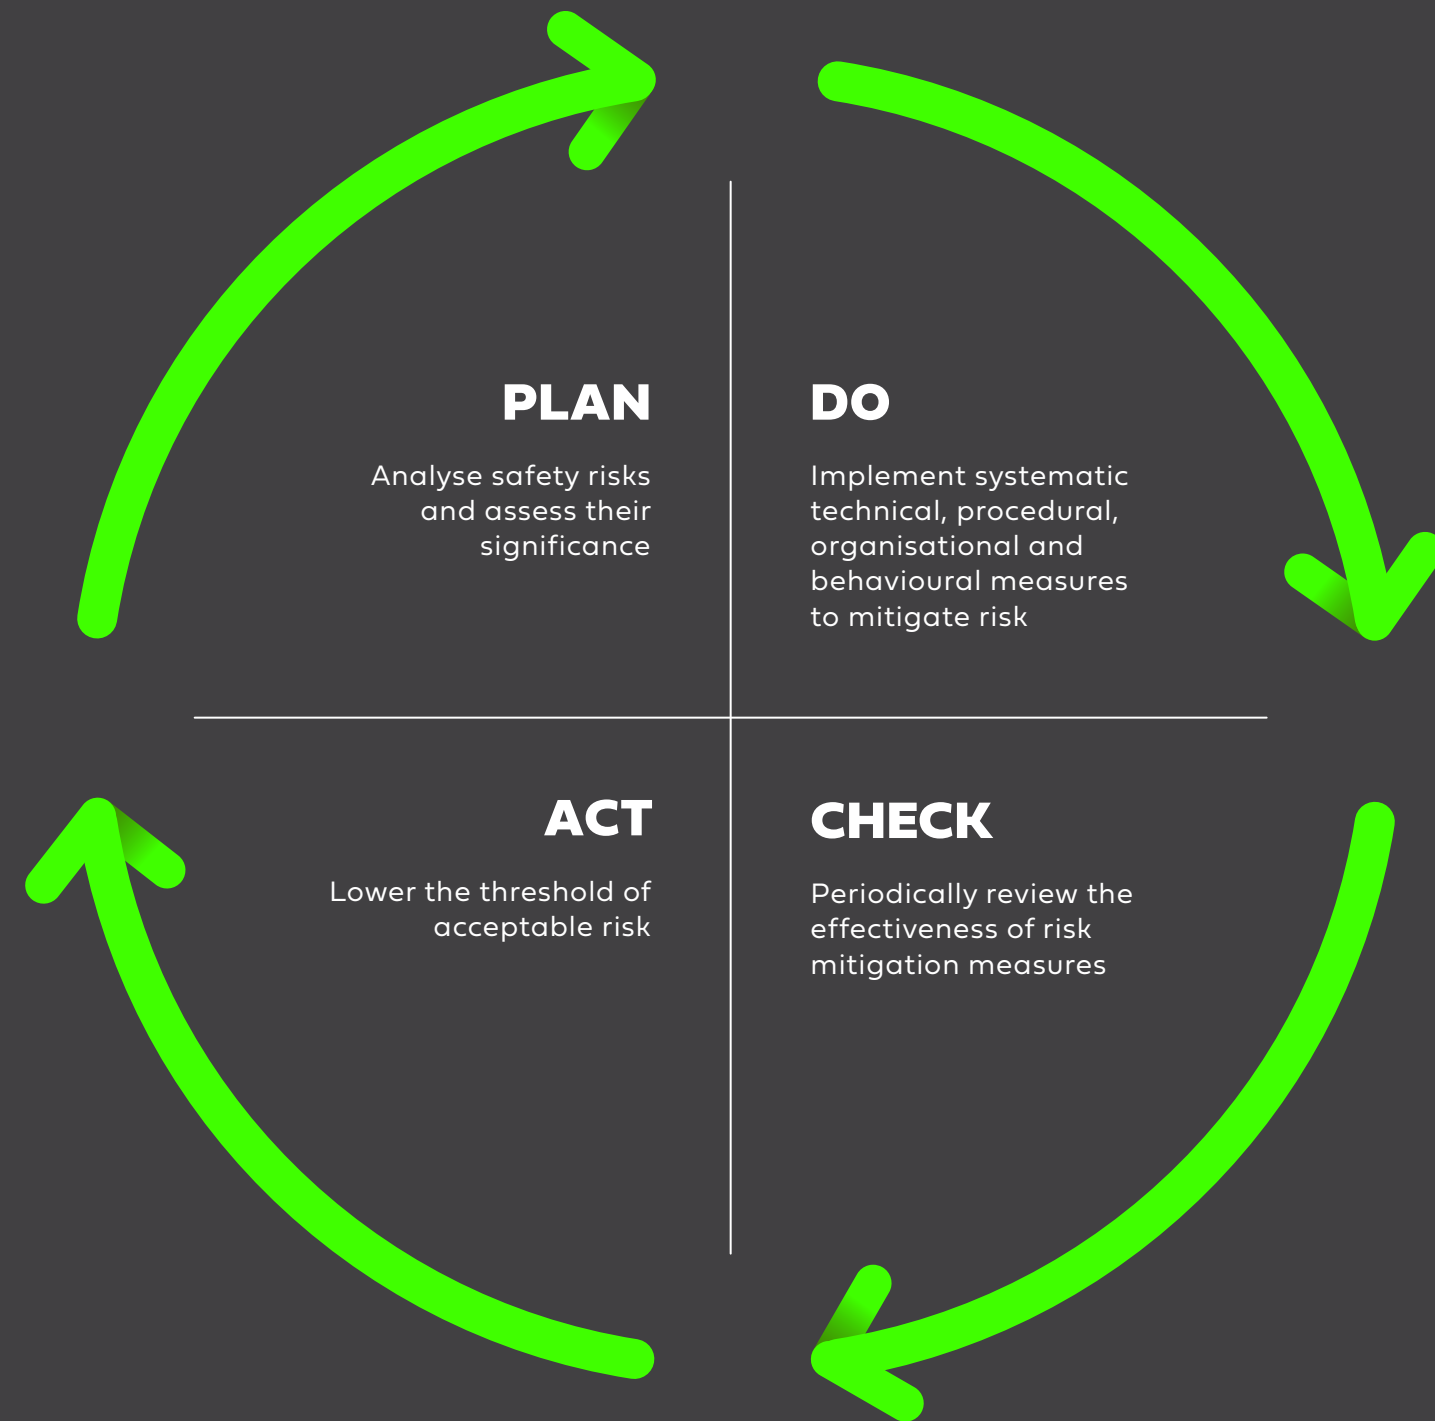 PLAN
Analyse safety risks
and assess their
significance
DO
Implement systematic
technical, procedural,
organisational and
behavioural measures
to mitigate risk
ACT
Lower the threshold of
acceptable risk
CHECK
Periodically review the
effectiveness of risk
mitigation measures